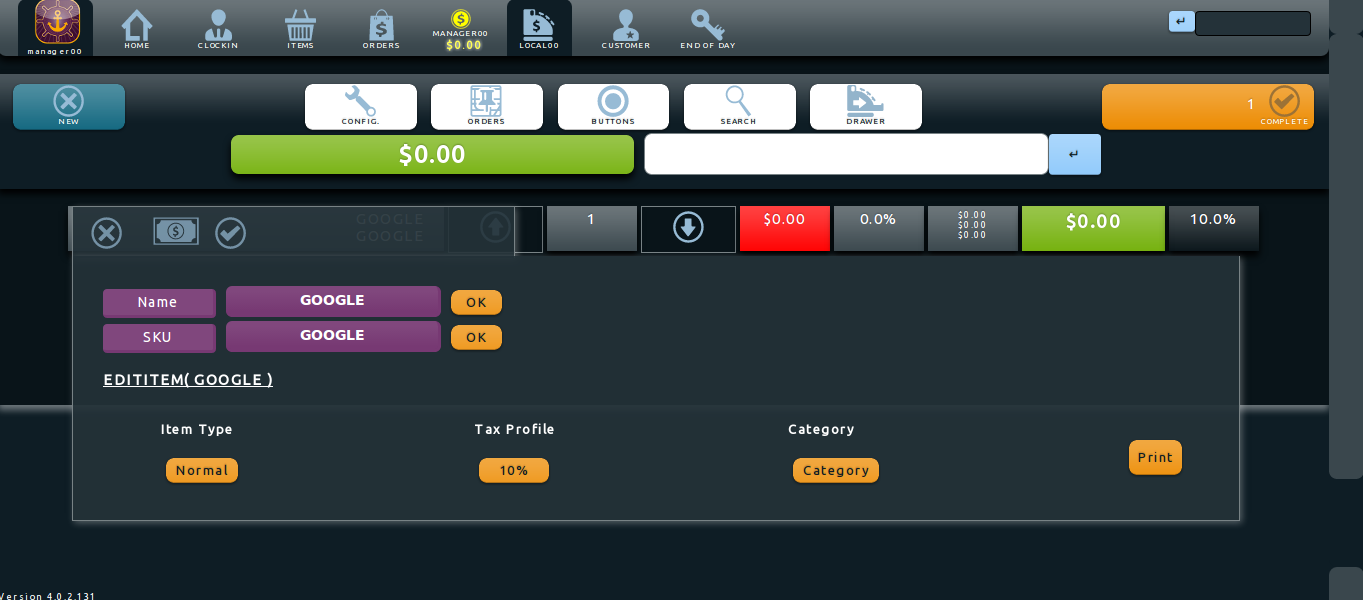 manager00
HOME
CLOCKIN
ITEMS
ORDERS
MANAGER00
$0.00
LOCAL00
CUSTOMER
END OF DAY
NEW
CONFIG.
ORDERS
BUTTONS
SEARCH
DRAWER
1
COMPLETE
$0.00
GOOGLE
GOOGLE
1
$0.00
0.0%
$0.00
$0.00
$0.00
$0.00
10.0%
Name
GOOGLE
OK
SKU
GOOGLE
OK
EDITITEM( GOOGLE )
Item Type
Tax Profile
Category
Normal
10%
Category
Print
Version 4.0.2.131